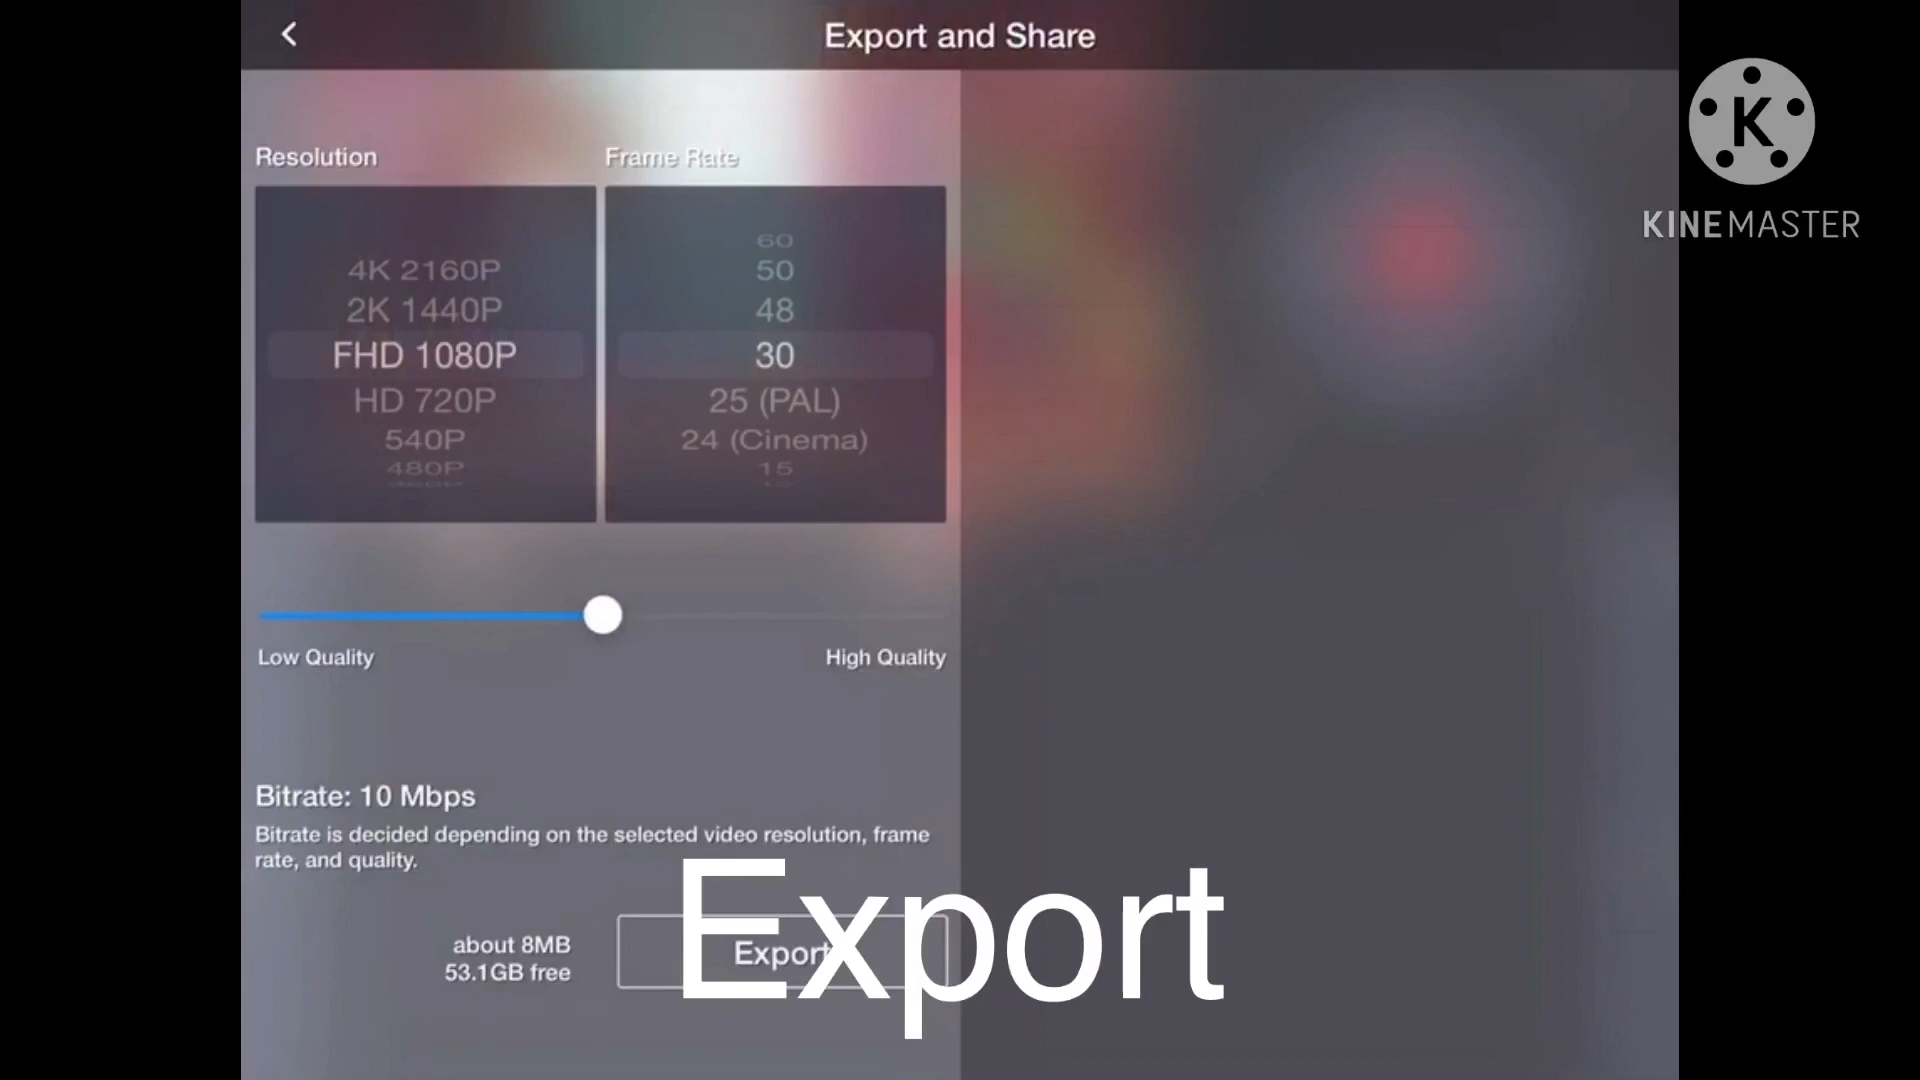 Export and Share
KINEMASTER
Resolution
Frame Rate
4K 2160P
2K 1440P
FHD 1080P
HD 720P
540P
480P
60
50
48
30
25 (PAL)
24 (Cinema)
15
Low Quality
High Quality
Bitrate: 10 Mbps
Bitrate is decided depending on the selected video resolution, frame
rate, and quality.
about 8MB
53.1GB free
Export
Export